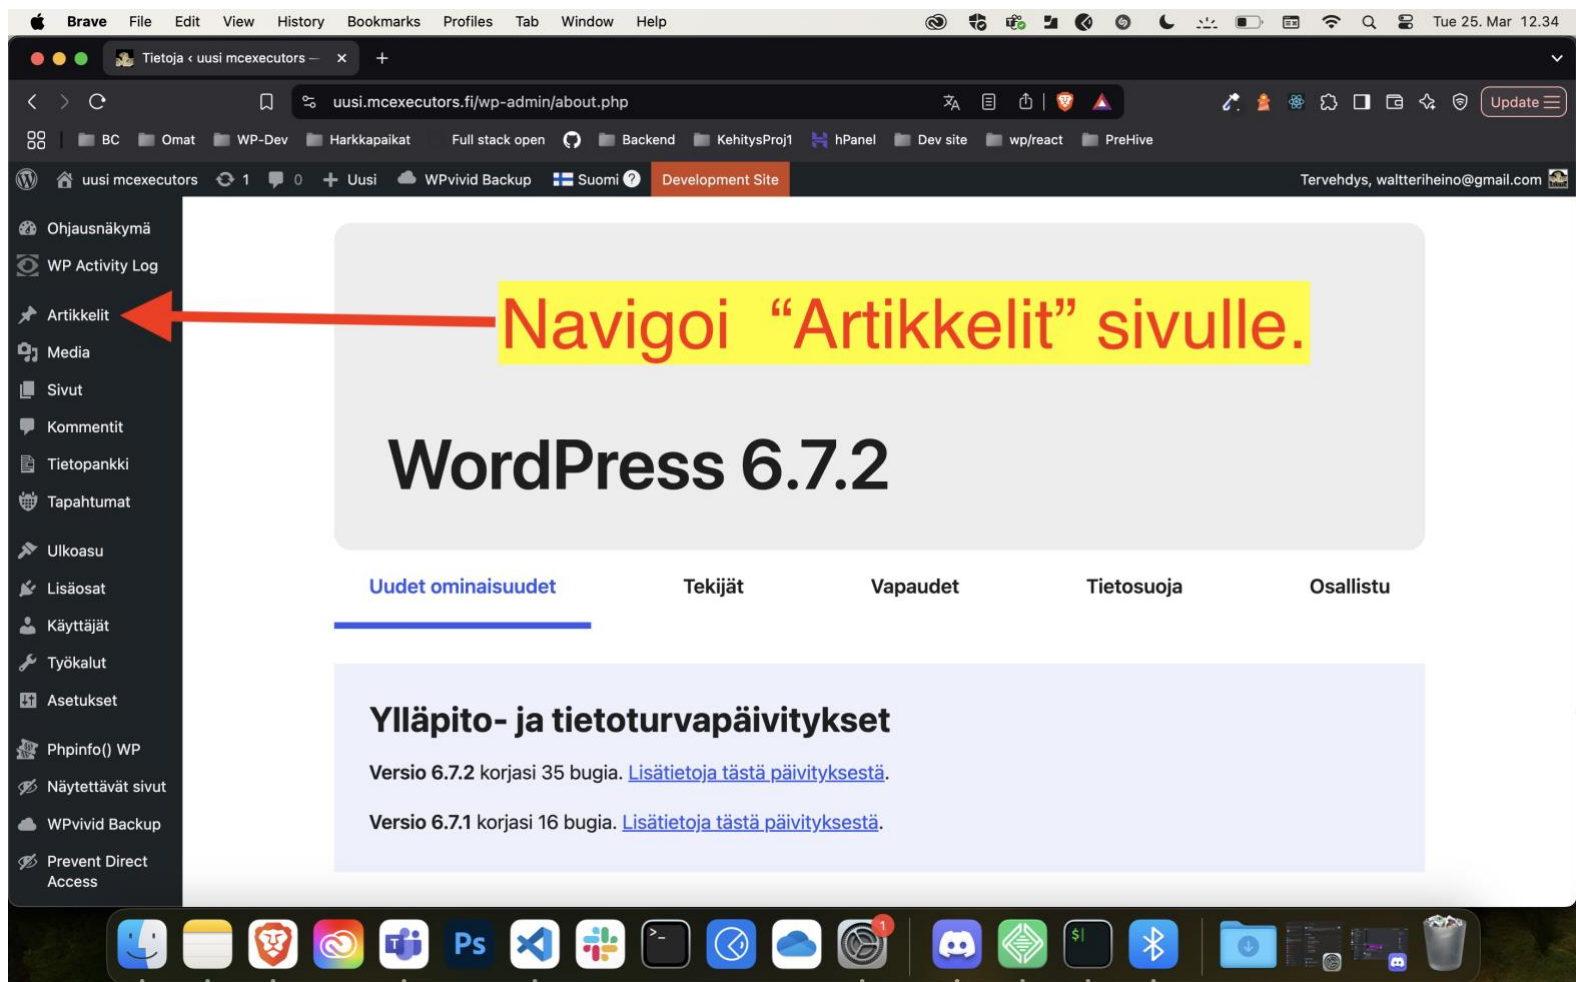 Brave File Edit View History Bookmarks Profiles Tab Window Help Tue 25. Mar 12.34
Tietoja ‹ uusi mcexecutors —
uusi.mcexecutors.fi/wp-admin/about.php Update
BC Omat WP-Dev Harkkapaikat Full stack open Backend KehitysProj1 hPanel Dev site wp/react PreHive
uusi mcexecutors 1 0 + Uusi WPvivid Backup Suomi ? Development Site Tervehdys, waltteriheino@gmail.com
Ohjausnäkymä
WP Activity Log
Artikkelit
Media
Sivut
Kommentit
Tietopankki
Tapahtumat
Ulkoasu
Lisäosat
Käyttäjät
Työkalut
Asetukset
Phpinfo() WP
Näytettävät sivut
WPvivid Backup
Prevent Direct
Access
Navigoi “Artikkelit” sivulle.
WordPress 6.7.2
Uudet ominaisuudet Tekijät Vapaudet Tietosuoja Osallistu
Ylläpito- ja tietoturvapäivitykset
Versio 6.7.2 korjasi 35 bugia. Lisätietoja tästä päivityksestä.
Versio 6.7.1 korjasi 16 bugia. Lisätietoja tästä päivityksestä.
Ps 1